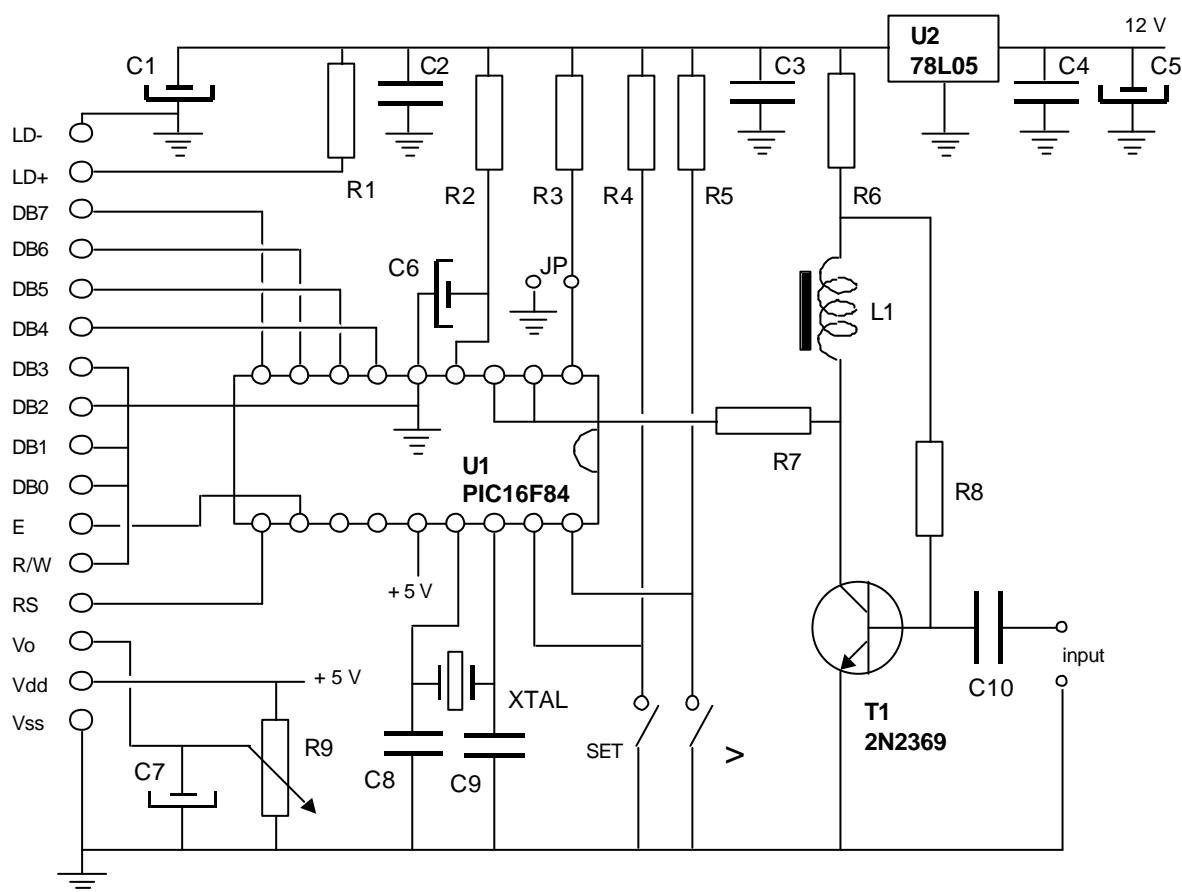 12 V
U2
78L05
C1
C2
C3
C4
C5
LD-
LD+
R1
R2
R3
R4
R5
R6
DB7
DB6
DB5
DB4
DB3
DB2
DB1
DB0
E
R/W
RS
Vo
Vdd
Vss
C6
JP
L1
R7
R8
U1
PIC16F84
+ 5 V
+ 5 V
XTAL
R9
C7
C8
C9
SET
>
T1
2N2369
C10
input